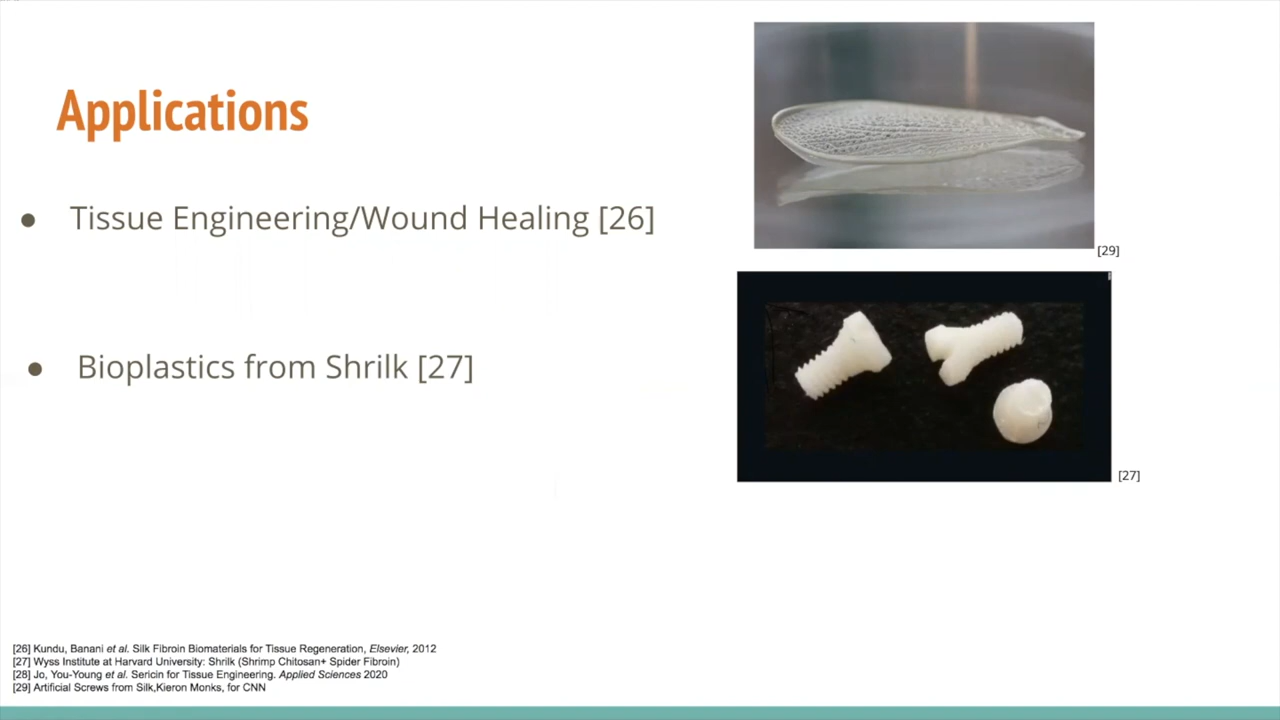 Applications
● Tissue Engineering/Wound Healing [26]
● Bioplastics from Shrilk [27]
[29]
[27]
[26] Kundu, Banani et al. Silk Fibroin Biomaterials for Tissue Regeneration, Elsevier, 2012
[27] Wyss Institute at Harvard University: Shrilk (Shrimp Chitosan+ Spider Fibroin)
[28] Jo, You-Young et al. Sericin for Tissue Engineering. Applied Sciences 2020
[29] Artificial Screws from Silk,Kieron Monks, for CNN